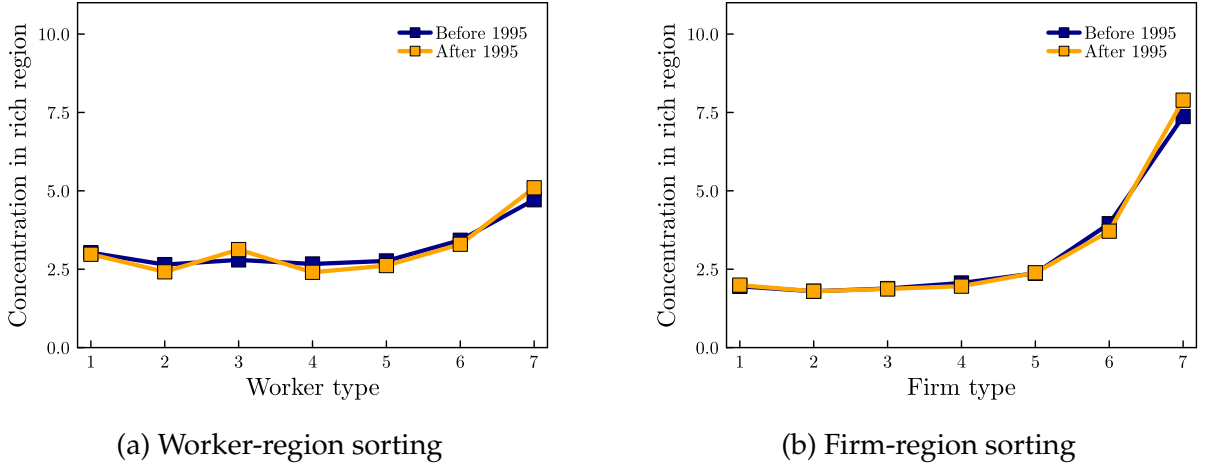 Concentration in rich region
10.0
7.5
5.0
2.5
0.0
Before 1995
After 1995
1 2 3 4 5 6 7
Worker type
(a) Worker-region sorting
Concentration in rich region
10.0
7.5
5.0
2.5
0.0
Before 1995
After 1995
1 2 3 4 5 6 7
Firm type
(b) Firm-region sorting